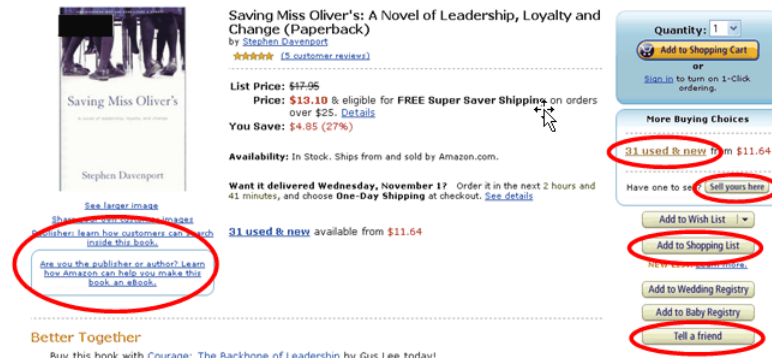 Saving Miss Oliver's: A Novel of Leadership, Loyalty and
Change (Paperback)
by Stephen Davenport
(5 customer reviews)
List Price: $17.95
Price: $13.10 & eligible for FREE Super Saver Shipping on orders
over $25. Details
You Save: $4.85 (27%)
Availability: In Stock. Ships from and sold by Amazon.com.
Want it delivered Wednesday, November 1? Order it in the next 2 hours and
41 minutes, and choose One-Day Shipping at checkout. See details
31 used & new available from $11.64
Saving Miss Oliver's
A novel of leadership, loyalty and change
Stephen Davenport
See larger image
Share your own customer images
Publisher: learn how customers can search
inside this book.
Are you the publisher or author? Learn
how Amazon can help you make this
book an eBook.
Quantity: 1
Add to Shopping Cart
or
Sign in to turn on 1-Click
ordering.
More Buying Choices
31 used & new from $11.64
Have one to sell? Sell yours here
Add to Wish List
Add to Shopping List
Learn more.
Add to Wedding Registry
Add to Baby Registry
Tell a friend
Better Together
Buy this book with Courage: The Backbone of Leadership by Gus Lee today!